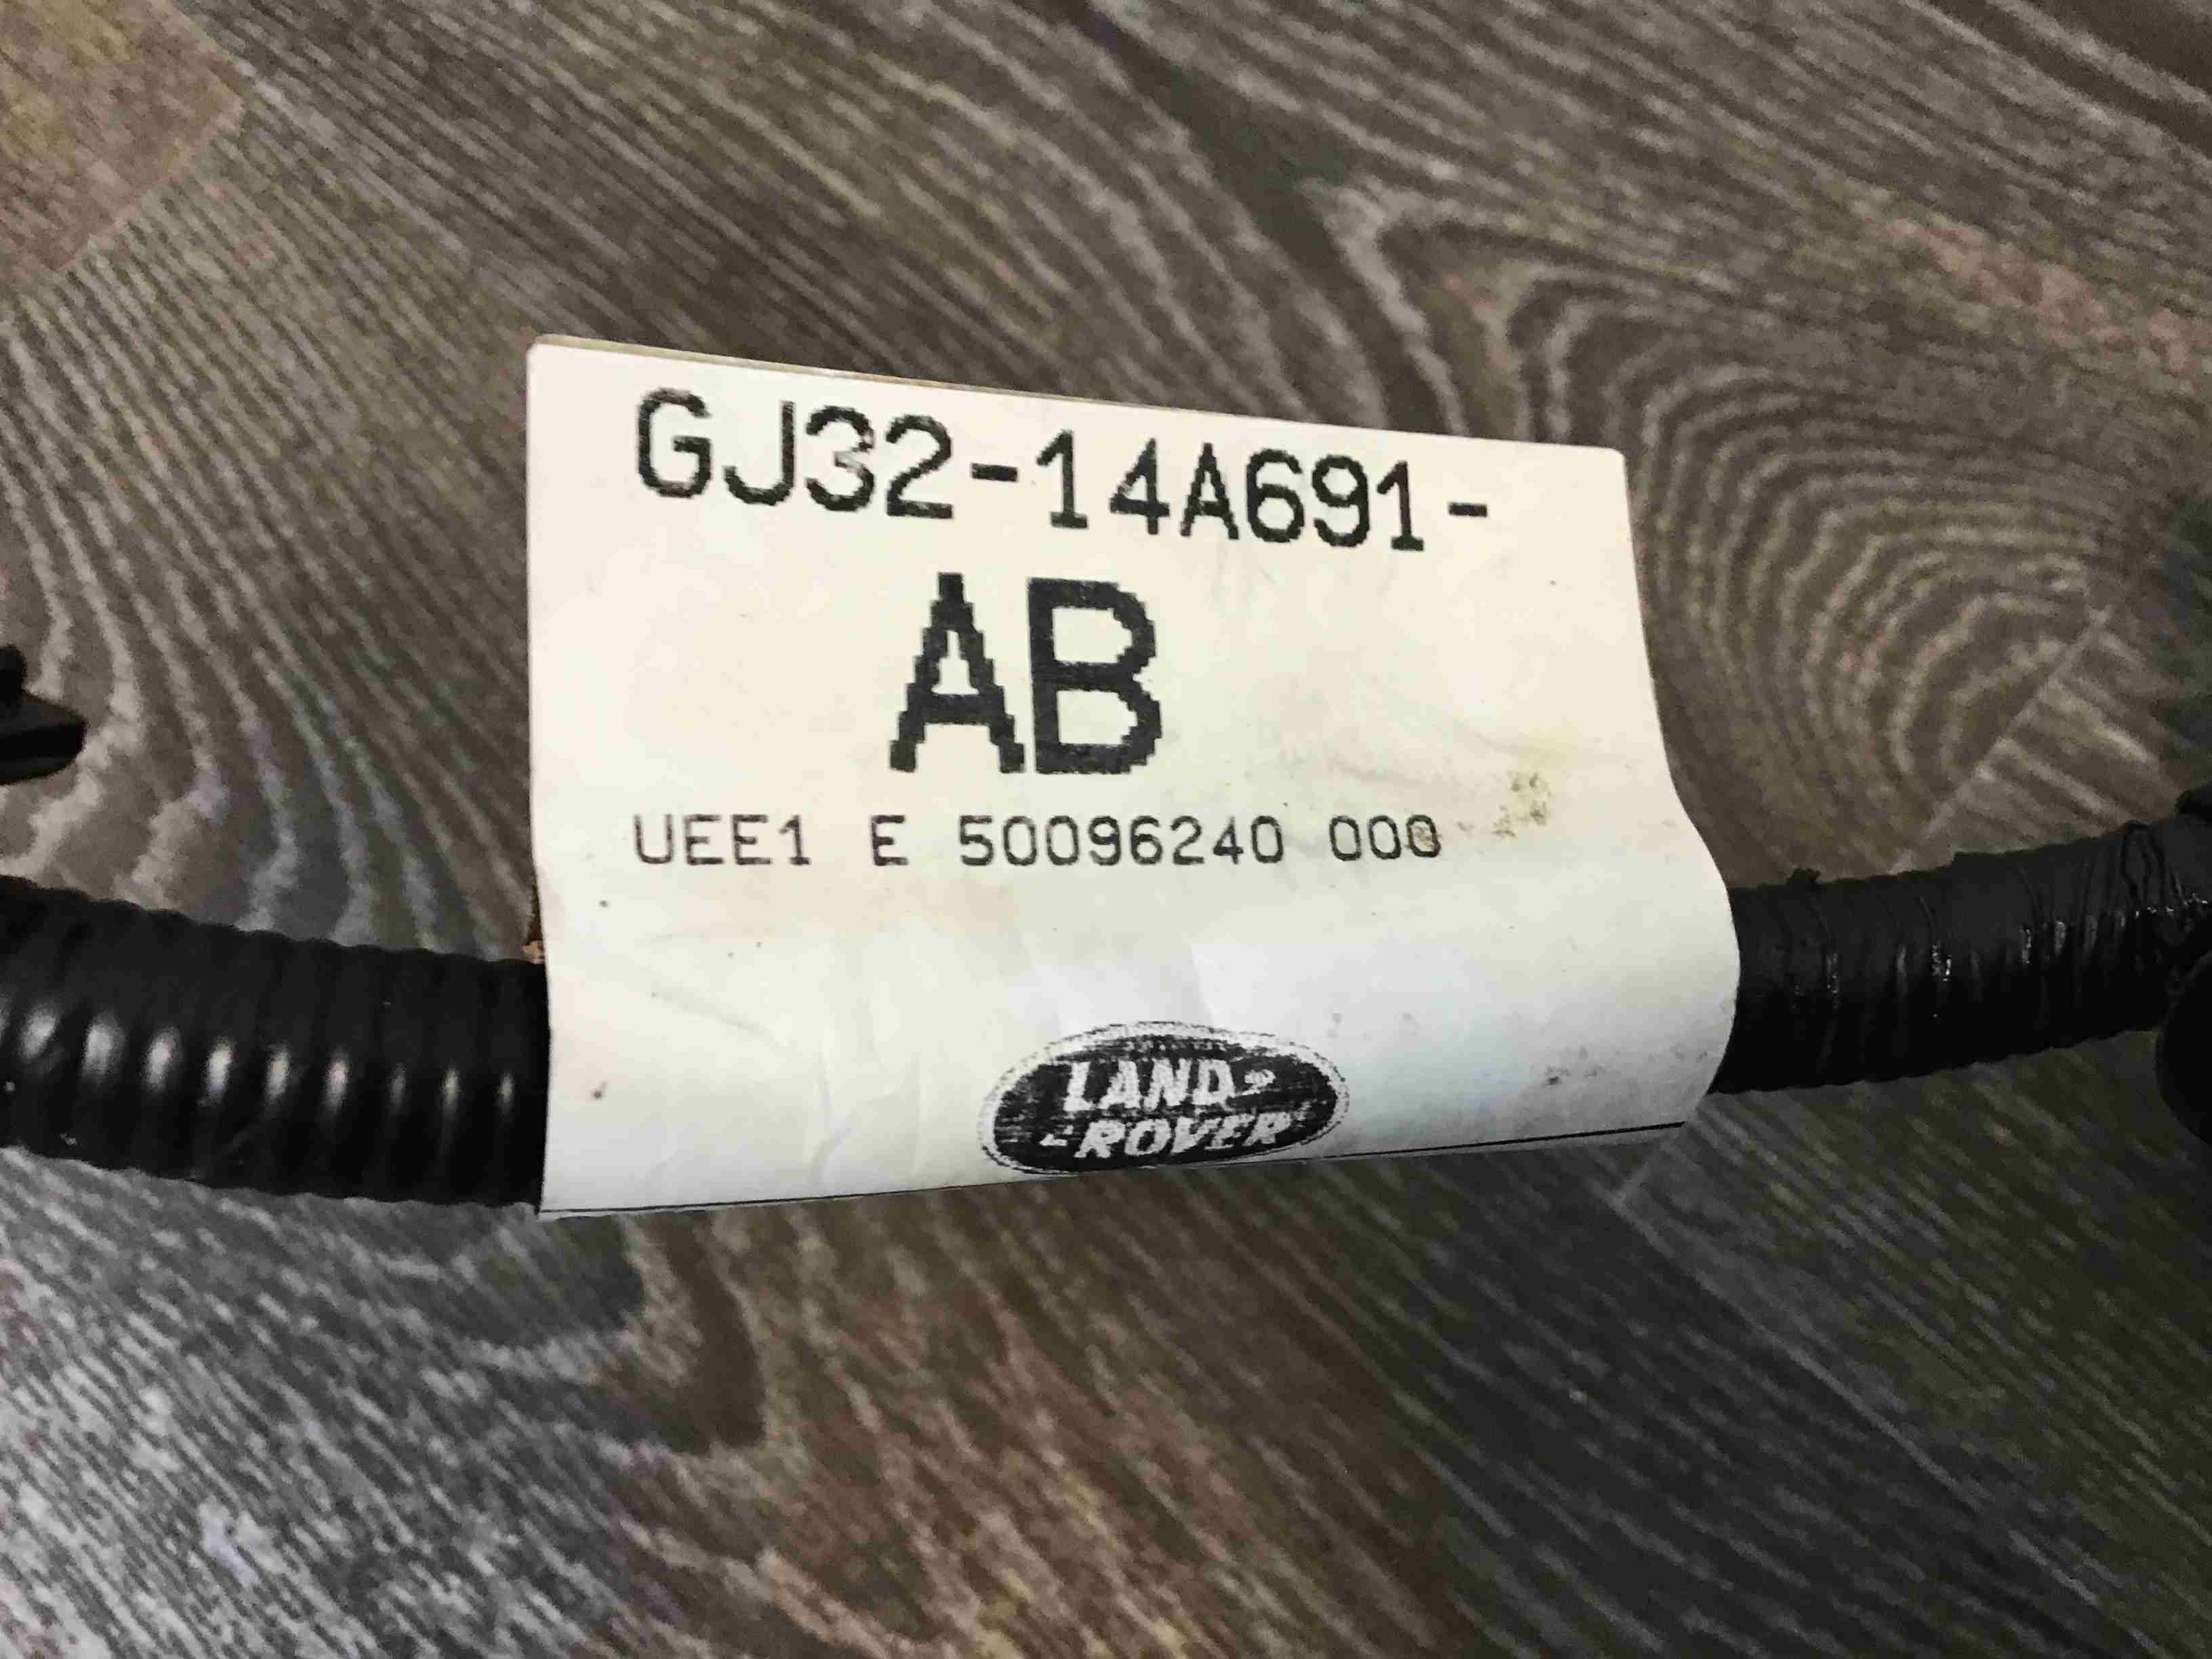 GJ32-14A691-
AB
UEE1 E 50096240 000
LAND-
-ROVER